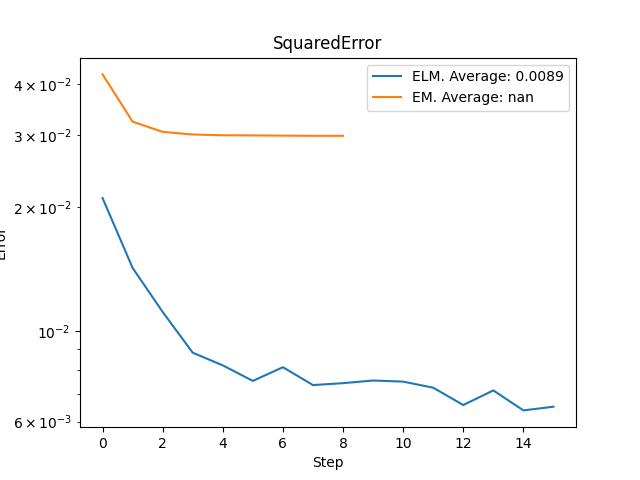 SquaredError
ELM. Average: 0.0089
EM. Average: nan
4 × 10⁻²
3 × 10⁻²
2 × 10⁻²
10⁻²
6 × 10⁻³
Error
0 2 4 6 8 10 12 14
Step